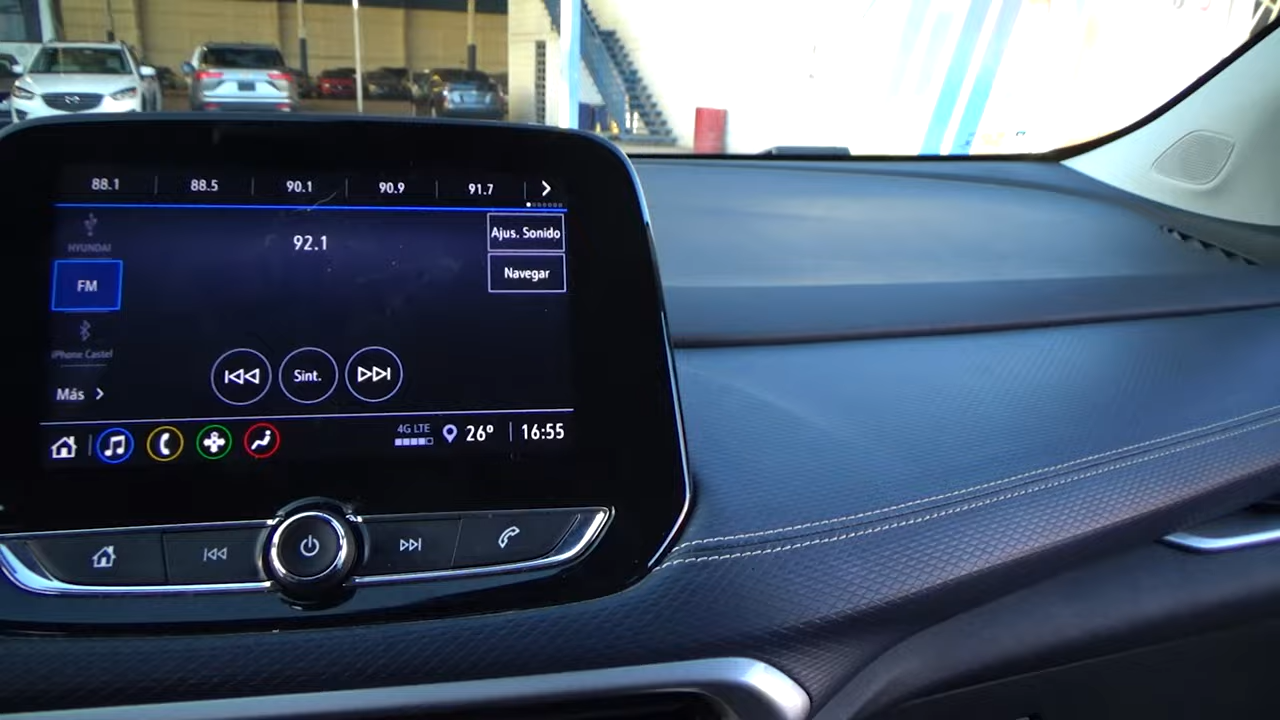 88.1 88.5 90.1 90.9 91.7
HYUNDAI
92.1
Ajus. Sonido
FM
Navegar
iPhone Castel
Sint.
Más
4G LTE
26° 16:55